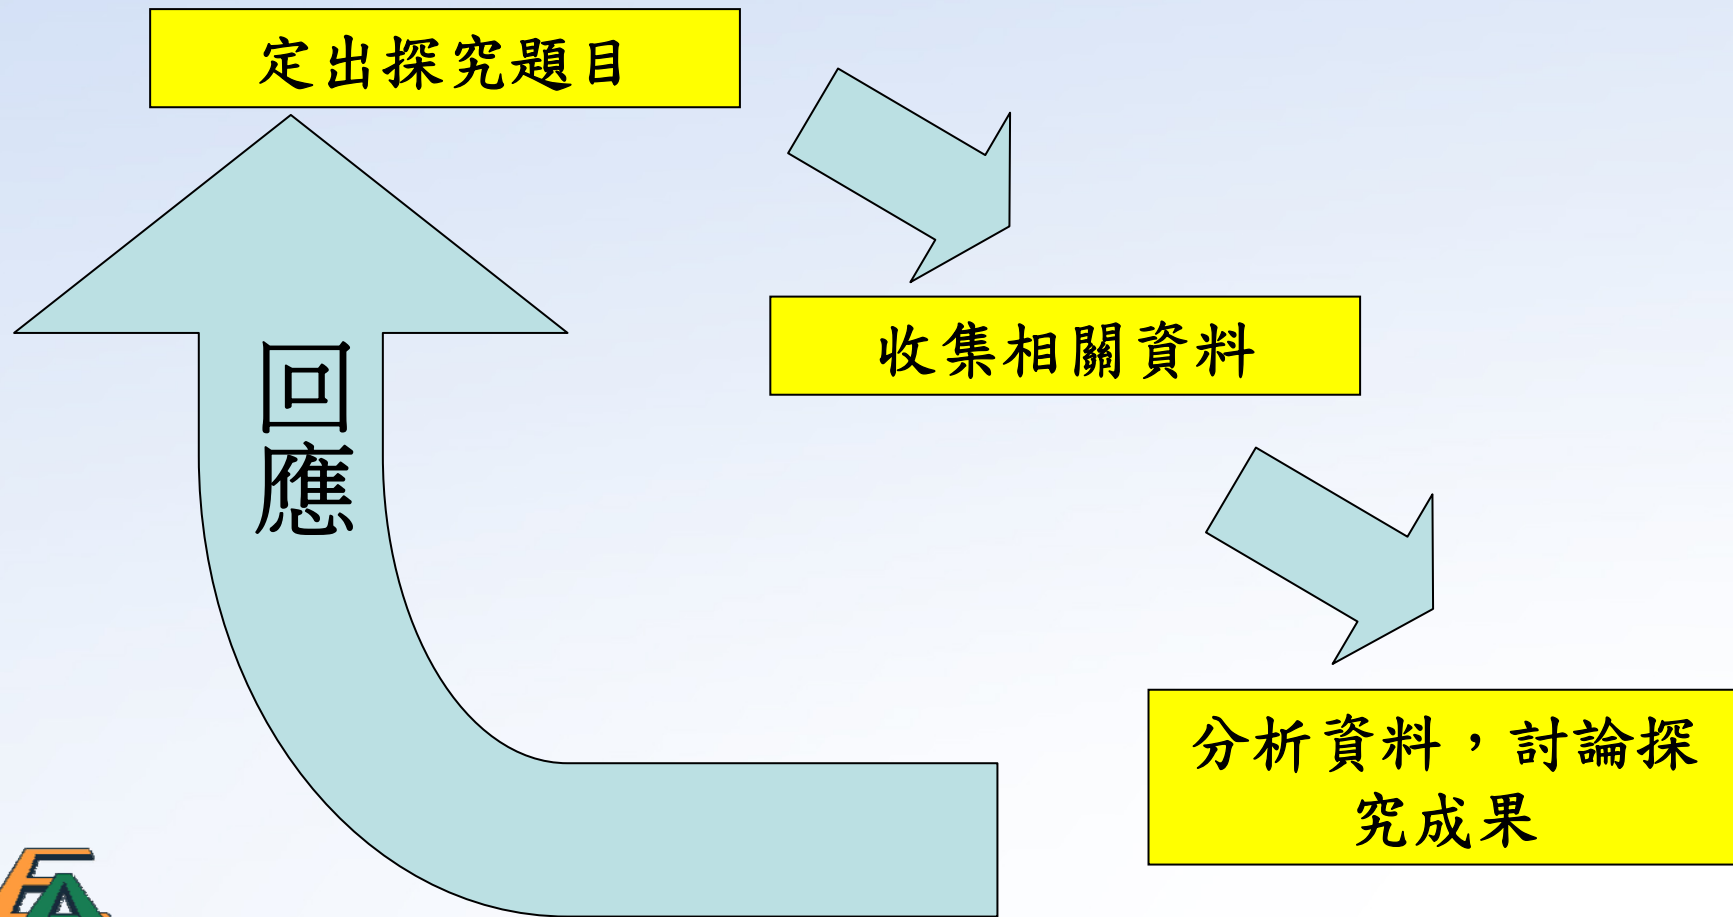 定出探究題目
收集相關資料
回應
分析資料，討論探
究成果